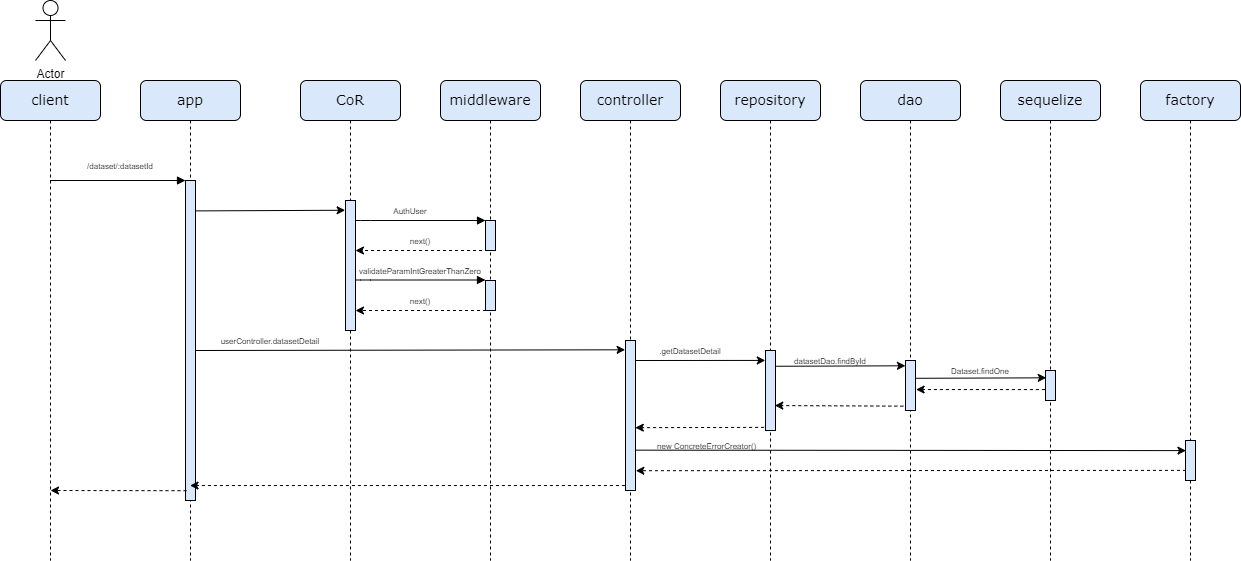 Actor
client
app
CoR
middleware
controller
repository
dao
sequelize
factory
/dataset/:datasetId
AuthUser
next()
validateParamIntGreaterThanZero
next()
userController.datasetDetail
.getDatasetDetail
datasetDao.findById
Dataset.findOne
new ConcreteErrorCreator()